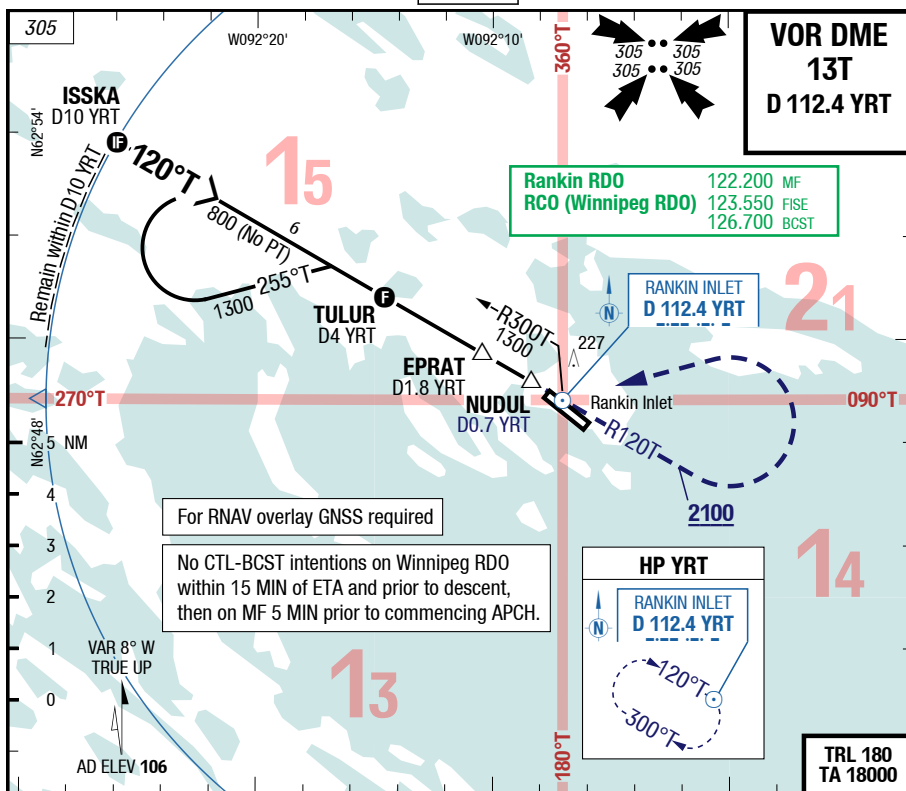 305
W092°20'
W092°10'
360°T
305 305
305 305
VOR DME
13T
D 112.4 YRT
ISSKA
D10 YRT
N62°54'
IF
120°T
15
Remain within D10 YRT
800 (No PT)
6
1300
255°T
Rankin RDO 122.200 MF
RCO (Winnipeg RDO) 123.550 FISE
126.700 BCST
21
RANKIN INLET
D 112.4 YRT
N
F
TULUR
D4 YRT
R300T
1300
227
EPRAT
D1.8 YRT
NUDUL
D0.7 YRT
270°T
Rankin Inlet
090°T
N62°48'
R120T
2100
5 NM
4
3
2
1
0
For RNAV overlay GNSS required
No CTL-BCST intentions on Winnipeg RDO
within 15 MIN of ETA and prior to descent,
then on MF 5 MIN prior to commencing APCH.
14
HP YRT
RANKIN INLET
D 112.4 YRT
N
120°T
300°T
VAR 8° W
TRUE UP
13
AD ELEV 106
180°T
TRL 180
TA 18000